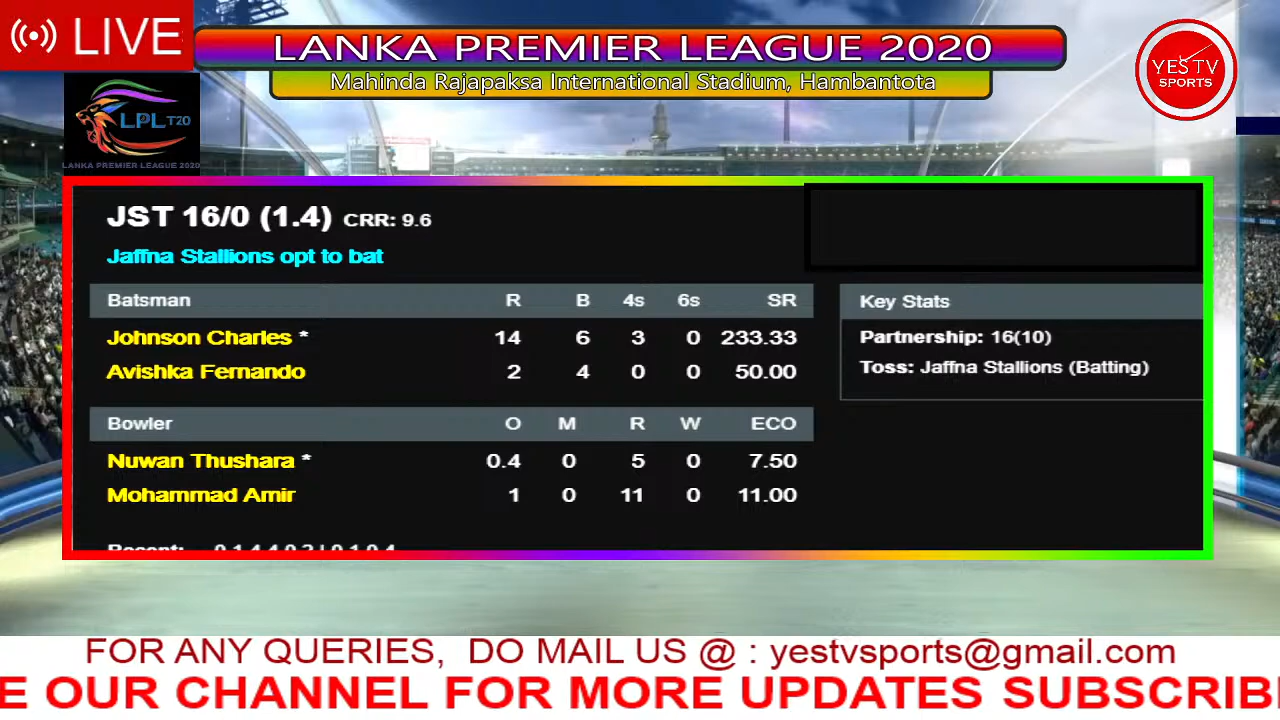 LIVE
LANKA PREMIER LEAGUE 2020
Mahinda Rajapaksa International Stadium, Hambantota
YES TV
SPORTS
LPL T20
LANKA PREMIER LEAGUE 2020
JST 16/0 (1.4) CRR: 9.6
Jaffna Stallions opt to bat
Batsman R B 4s 6s SR
Johnson Charles * 14 6 3 0 233.33
Avishka Fernando 2 4 0 0 50.00
Key Stats
Partnership: 16(10)
Toss: Jaffna Stallions (Batting)
Bowler O M R W ECO
Nuwan Thushara * 0.4 0 5 0 7.50
Mohammad Amir 1 0 11 0 11.00
FOR ANY QUERIES, DO MAIL US @ : yestvsports@gmail.com
E OUR CHANNEL FOR MORE UPDATES SUBSCRIB